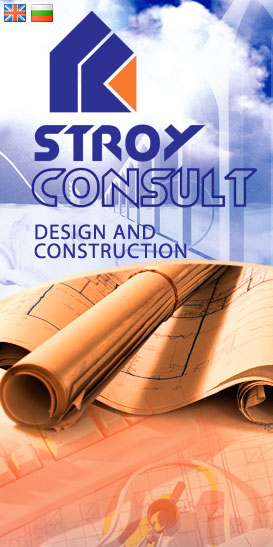 STROY
CONSULT
DESIGN AND
CONSTRUCTION